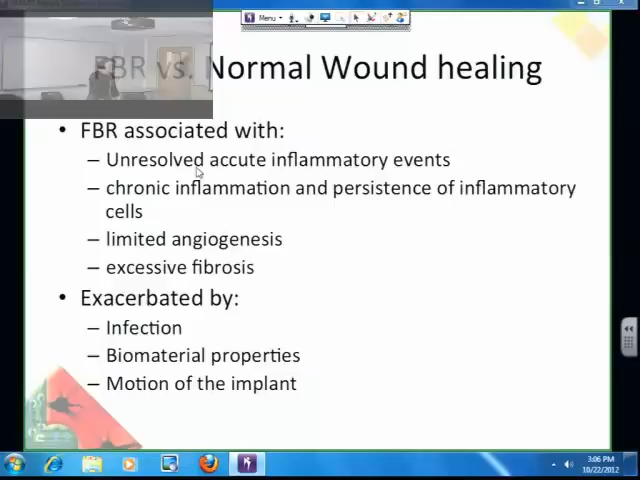 Menu
FBR vs. Normal Wound healing
• FBR associated with:
– Unresolved accute inflammatory events
– chronic inflammation and persistence of inflammatory
cells
– limited angiogenesis
– excessive fibrosis
• Exacerbated by:
– Infection
– Biomaterial properties
– Motion of the implant
3:06 PM
10/22/2012